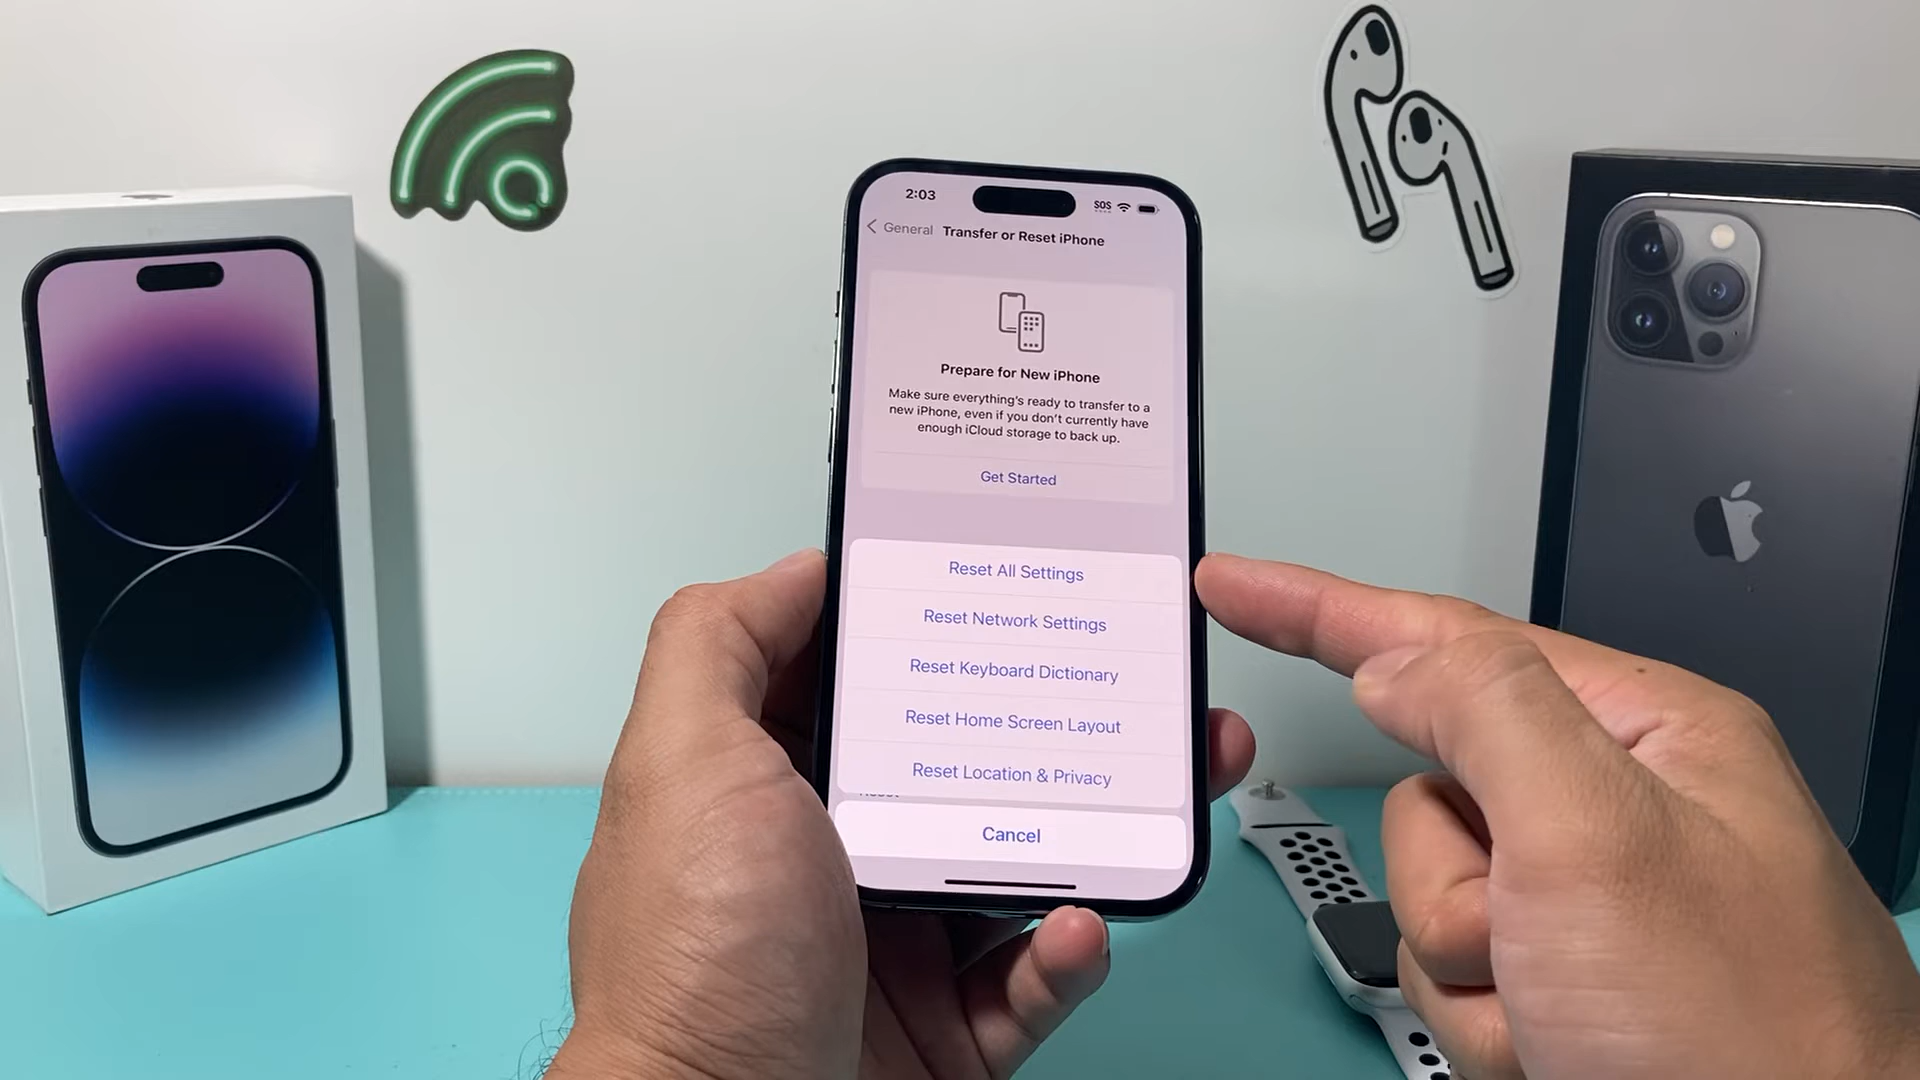 2:03
SOS
General Transfer or Reset iPhone
Prepare for New iPhone
Make sure everything's ready to transfer to a
new iPhone, even if you don't currently have
enough iCloud storage to back up.
Get Started
Reset All Settings
Reset Network Settings
Reset Keyboard Dictionary
Reset Home Screen Layout
Reset Location & Privacy
Cancel